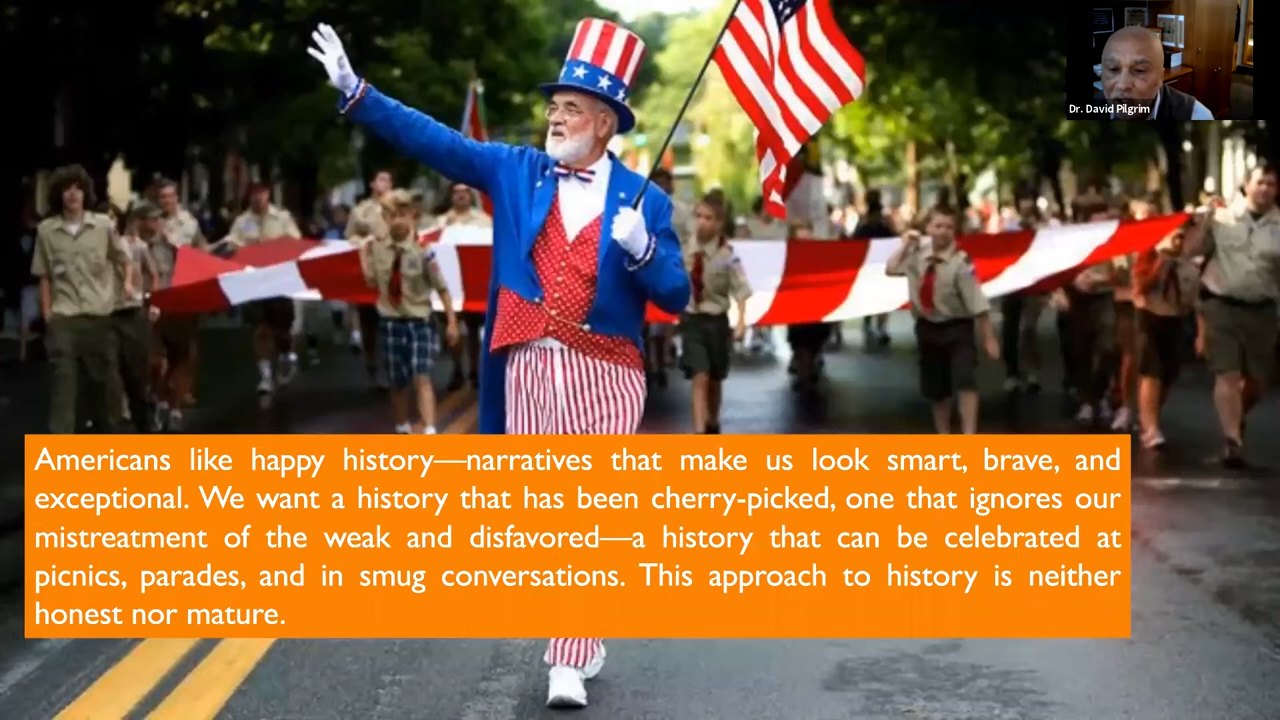 Dr. David Pilgrim
Americans like happy history—narratives that make us look smart, brave, and
exceptional. We want a history that has been cherry-picked, one that ignores our
mistreatment of the weak and disfavored—a history that can be celebrated at
picnics, parades, and in smug conversations. This approach to history is neither
honest nor mature.